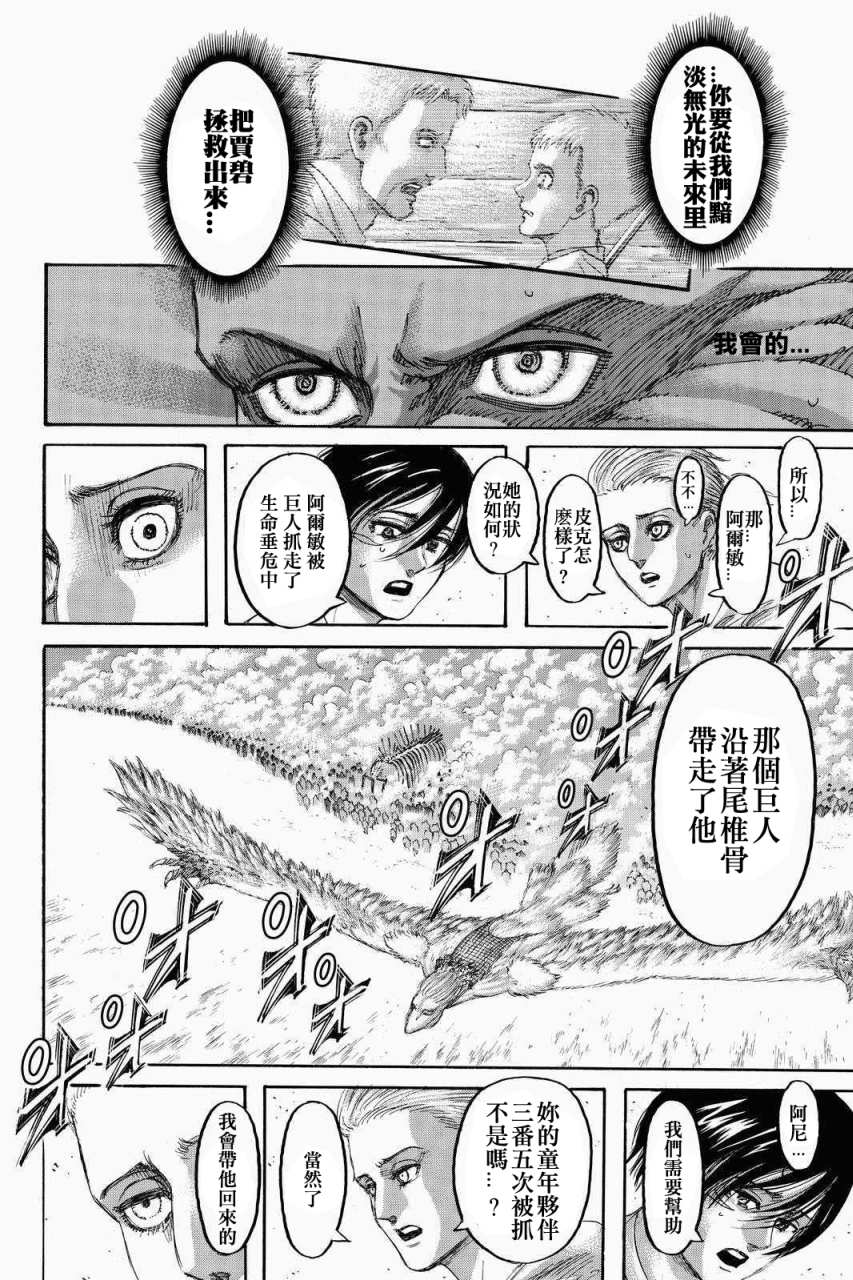 …你要從我們黯
淡無光的未來里
把賈碧
拯救出來…
我會的…
所以…
那…
阿爾敏…
不不…
皮克怎
麽樣了？
她的狀
況如何？
阿爾敏被
巨人抓走了
生命垂危中
那個巨人
沿著尾椎骨
帶走了他
阿尼…
我們需要幫助
妳的童年夥伴
三番五次被抓
不是嗎…？
當然了
我會帶他回來的